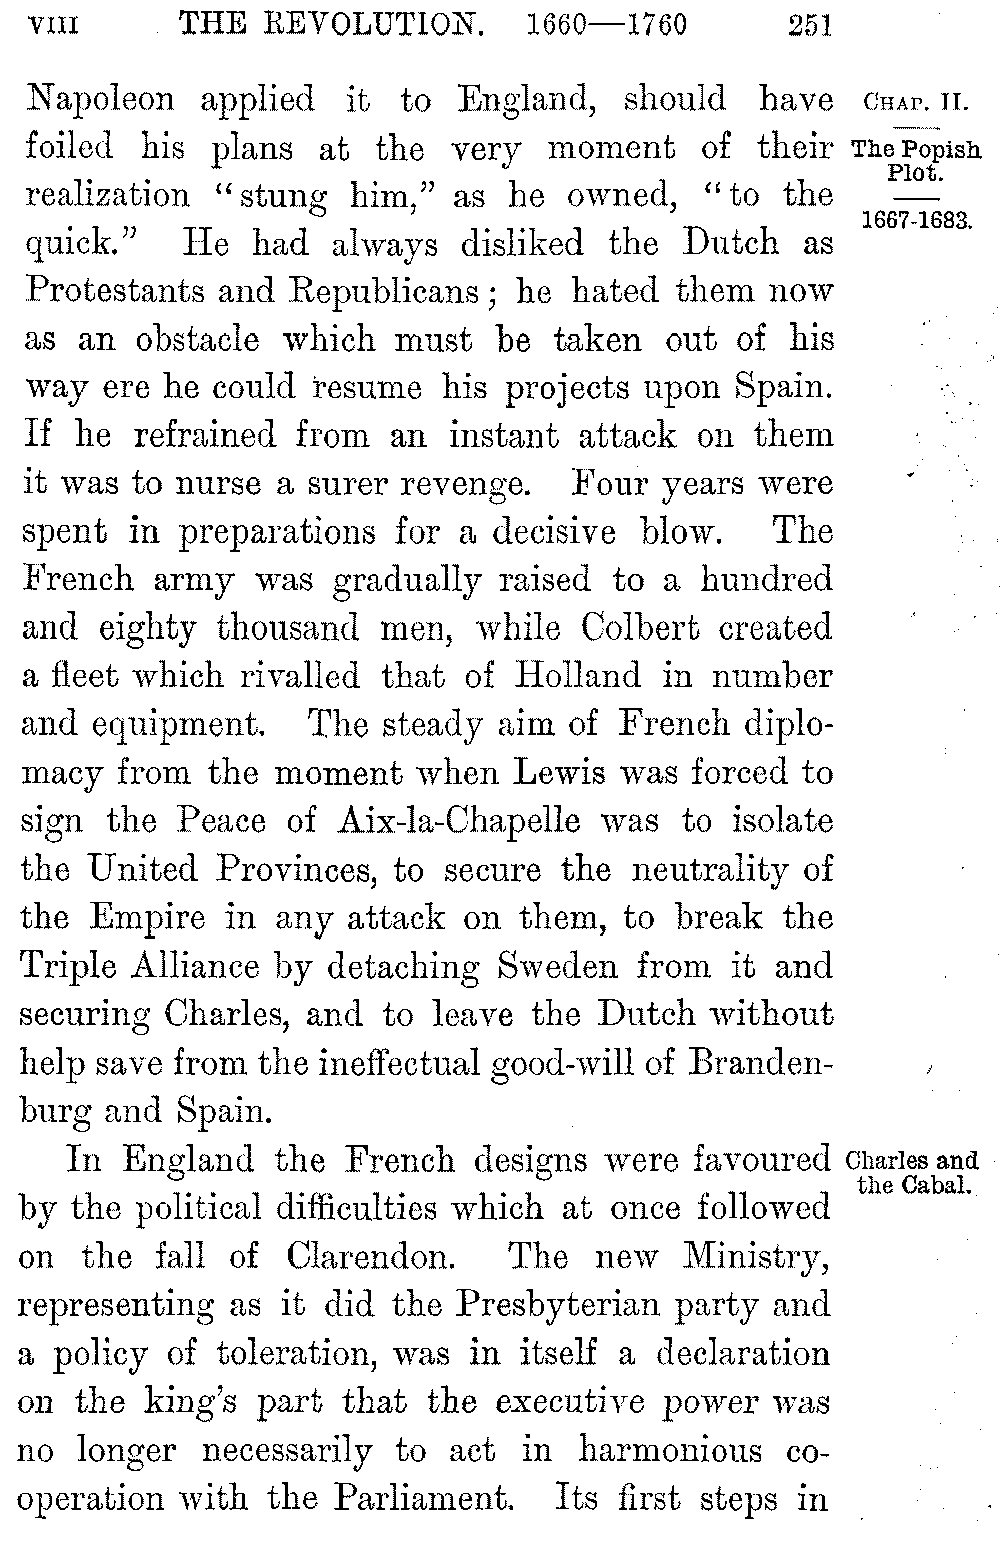 VIII THE REVOLUTION. 1660—1760 251
Napoleon applied it to England, should have
foiled his plans at the very moment of their
realization “stung him,” as he owned, “to the
quick.” He had always disliked the Dutch as
Protestants and Republicans; he hated them now
as an obstacle which must be taken out of his
way ere he could resume his projects upon Spain.
If he refrained from an instant attack on them
it was to nurse a surer revenge. Four years were
spent in preparations for a decisive blow. The
French army was gradually raised to a hundred
and eighty thousand men, while Colbert created
a fleet which rivalled that of Holland in number
and equipment. The steady aim of French diplo-
macy from the moment when Lewis was forced to
sign the Peace of Aix-la-Chapelle was to isolate
the United Provinces, to secure the neutrality of
the Empire in any attack on them, to break the
Triple Alliance by detaching Sweden from it and
securing Charles, and to leave the Dutch without
help save from the ineffectual good-will of Branden-
burg and Spain.
In England the French designs were favoured
by the political difficulties which at once followed
on the fall of Clarendon. The new Ministry,
representing as it did the Presbyterian party and
a policy of toleration, was in itself a declaration
on the king's part that the executive power was
no longer necessarily to act in harmonious co-
operation with the Parliament. Its first steps in
CHAP. II.
The Popish
Plot.
1667-1683.
Charles and
the Cabal.